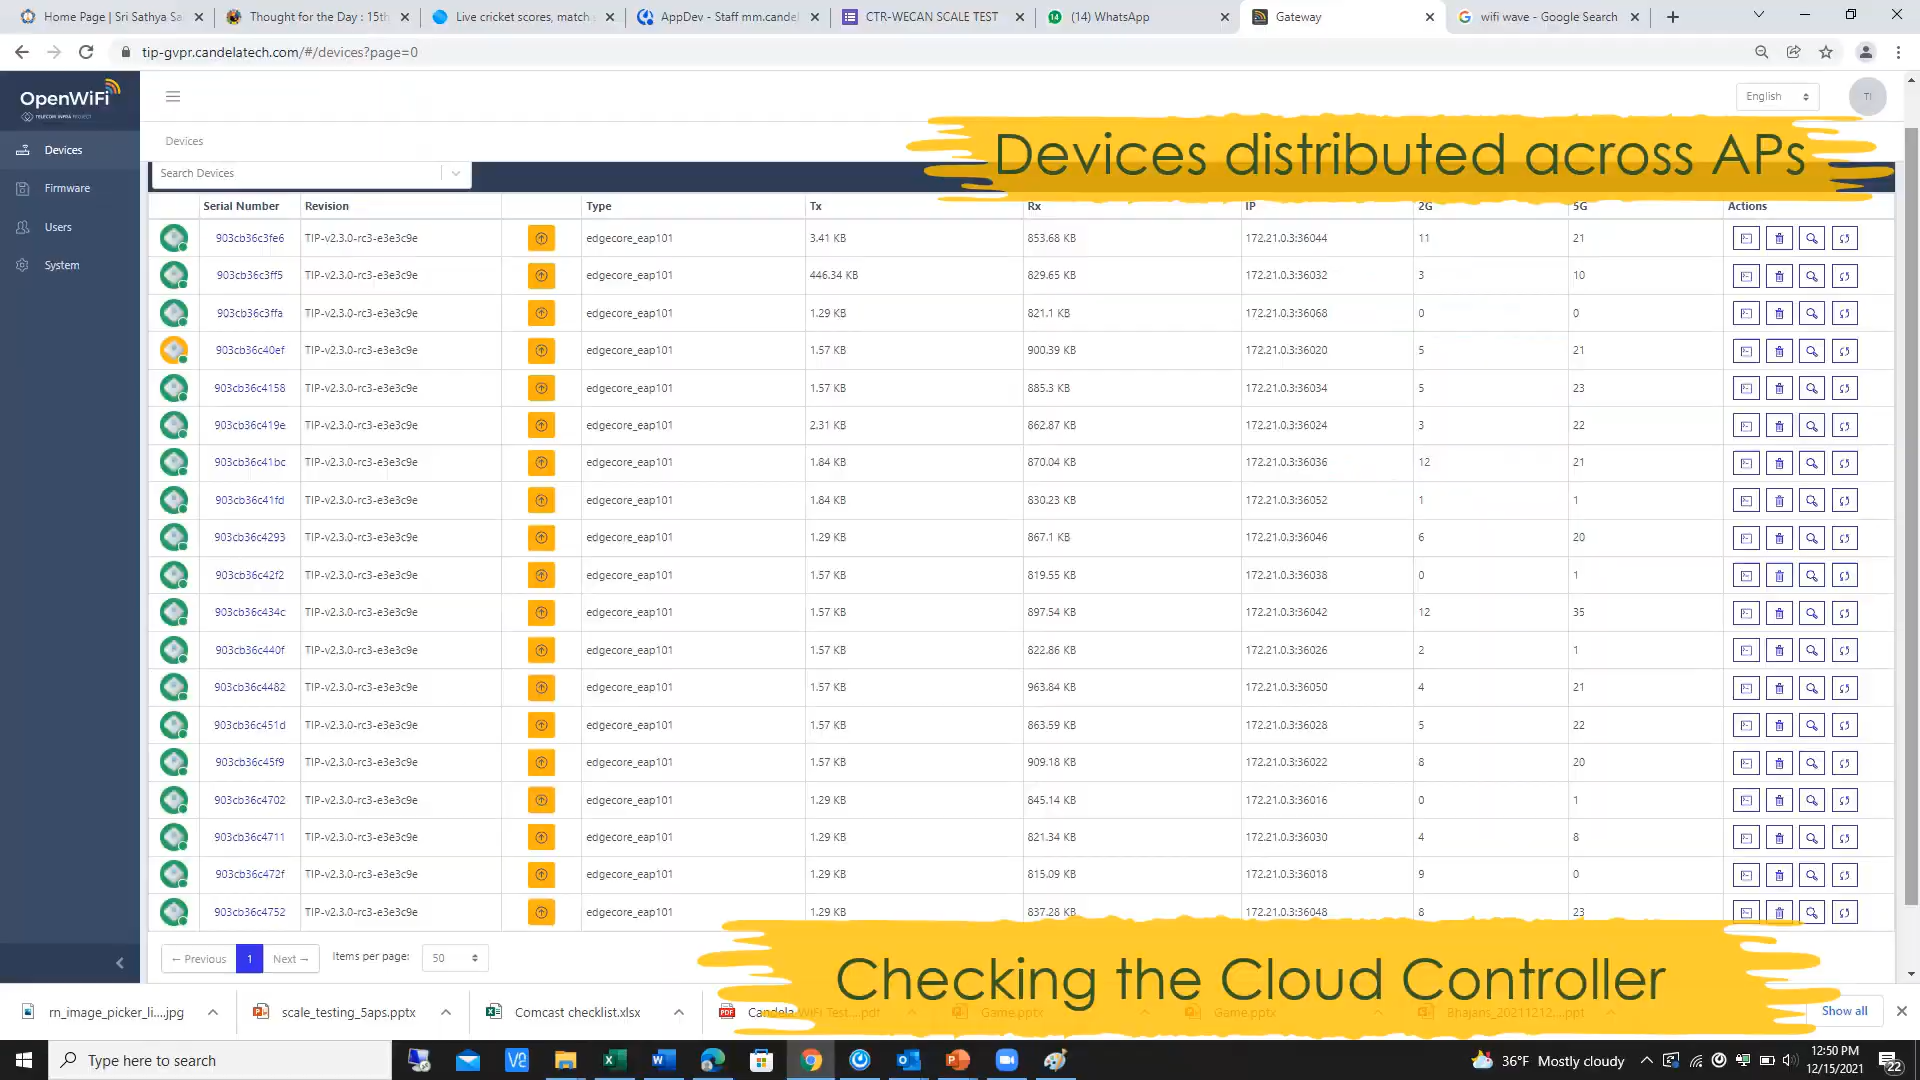 Home Page | Sri Sathya Sa
Thought for the Day : 15th
Live cricket scores, match
AppDev - Staff mm.candel
CTR-WECAN SCALE TEST
(14) WhatsApp
Gateway
wifi wave - Google Search
tip-gvpr.candelatech.com/#/devices?page=0
OpenWiFi
TELECOM INFRA PROJECT
English
TI
Devices
Firmware
Users
System
Devices
Devices distributed across APs
Search Devices
Serial Number Revision Type Tx Rx IP 2G 5G Actions
903cb36c3fe6 TIP-v2.3.0-rc3-e3e3c9e edgecore_eap101 3.41 KB 853.68 KB 172.21.0.3:36044 11 21
903cb36c3ff5 TIP-v2.3.0-rc3-e3e3c9e edgecore_eap101 446.34 KB 829.65 KB 172.21.0.3:36032 3 10
903cb36c3ffa TIP-v2.3.0-rc3-e3e3c9e edgecore_eap101 1.29 KB 821.1 KB 172.21.0.3:36068 0 0
903cb36c40ef TIP-v2.3.0-rc3-e3e3c9e edgecore_eap101 1.57 KB 900.39 KB 172.21.0.3:36020 5 21
903cb36c4158 TIP-v2.3.0-rc3-e3e3c9e edgecore_eap101 1.57 KB 885.3 KB 172.21.0.3:36034 5 23
903cb36c419e TIP-v2.3.0-rc3-e3e3c9e edgecore_eap101 2.31 KB 862.87 KB 172.21.0.3:36024 3 22
903cb36c41bc TIP-v2.3.0-rc3-e3e3c9e edgecore_eap101 1.84 KB 870.04 KB 172.21.0.3:36036 12 21
903cb36c41fd TIP-v2.3.0-rc3-e3e3c9e edgecore_eap101 1.84 KB 830.23 KB 172.21.0.3:36052 1 1
903cb36c4293 TIP-v2.3.0-rc3-e3e3c9e edgecore_eap101 1.29 KB 867.1 KB 172.21.0.3:36046 6 20
903cb36c42f2 TIP-v2.3.0-rc3-e3e3c9e edgecore_eap101 1.57 KB 819.55 KB 172.21.0.3:36038 0 1
903cb36c434c TIP-v2.3.0-rc3-e3e3c9e edgecore_eap101 1.57 KB 897.54 KB 172.21.0.3:36042 12 35
903cb36c440f TIP-v2.3.0-rc3-e3e3c9e edgecore_eap101 1.57 KB 822.86 KB 172.21.0.3:36026 2 1
903cb36c4482 TIP-v2.3.0-rc3-e3e3c9e edgecore_eap101 1.57 KB 963.84 KB 172.21.0.3:36050 4 21
903cb36c451d TIP-v2.3.0-rc3-e3e3c9e edgecore_eap101 1.57 KB 863.59 KB 172.21.0.3:36028 5 22
903cb36c45f9 TIP-v2.3.0-rc3-e3e3c9e edgecore_eap101 1.57 KB 909.18 KB 172.21.0.3:36022 8 20
903cb36c4702 TIP-v2.3.0-rc3-e3e3c9e edgecore_eap101 1.29 KB 845.14 KB 172.21.0.3:36016 0 1
903cb36c4711 TIP-v2.3.0-rc3-e3e3c9e edgecore_eap101 1.29 KB 821.34 KB 172.21.0.3:36030 4 8
903cb36c472f TIP-v2.3.0-rc3-e3e3c9e edgecore_eap101 1.29 KB 815.09 KB 172.21.0.3:36018 9 0
903cb36c4752 TIP-v2.3.0-rc3-e3e3c9e edgecore_eap101 1.29 KB 837.28 KB 172.21.0.3:36048 8 23
← Previous 1 Next → Items per page: 50
Checking the Cloud Controller
rn_image_picker_li....jpg
scale_testing_5aps.pptx
Comcast checklist.xlsx
Candela WiFi Test....pdf
Game.pptx
Game.pptx
Bhajans_20211212....ppt
Show all
Type here to search
36°F Mostly cloudy
12:50 PM
12/15/2021
22